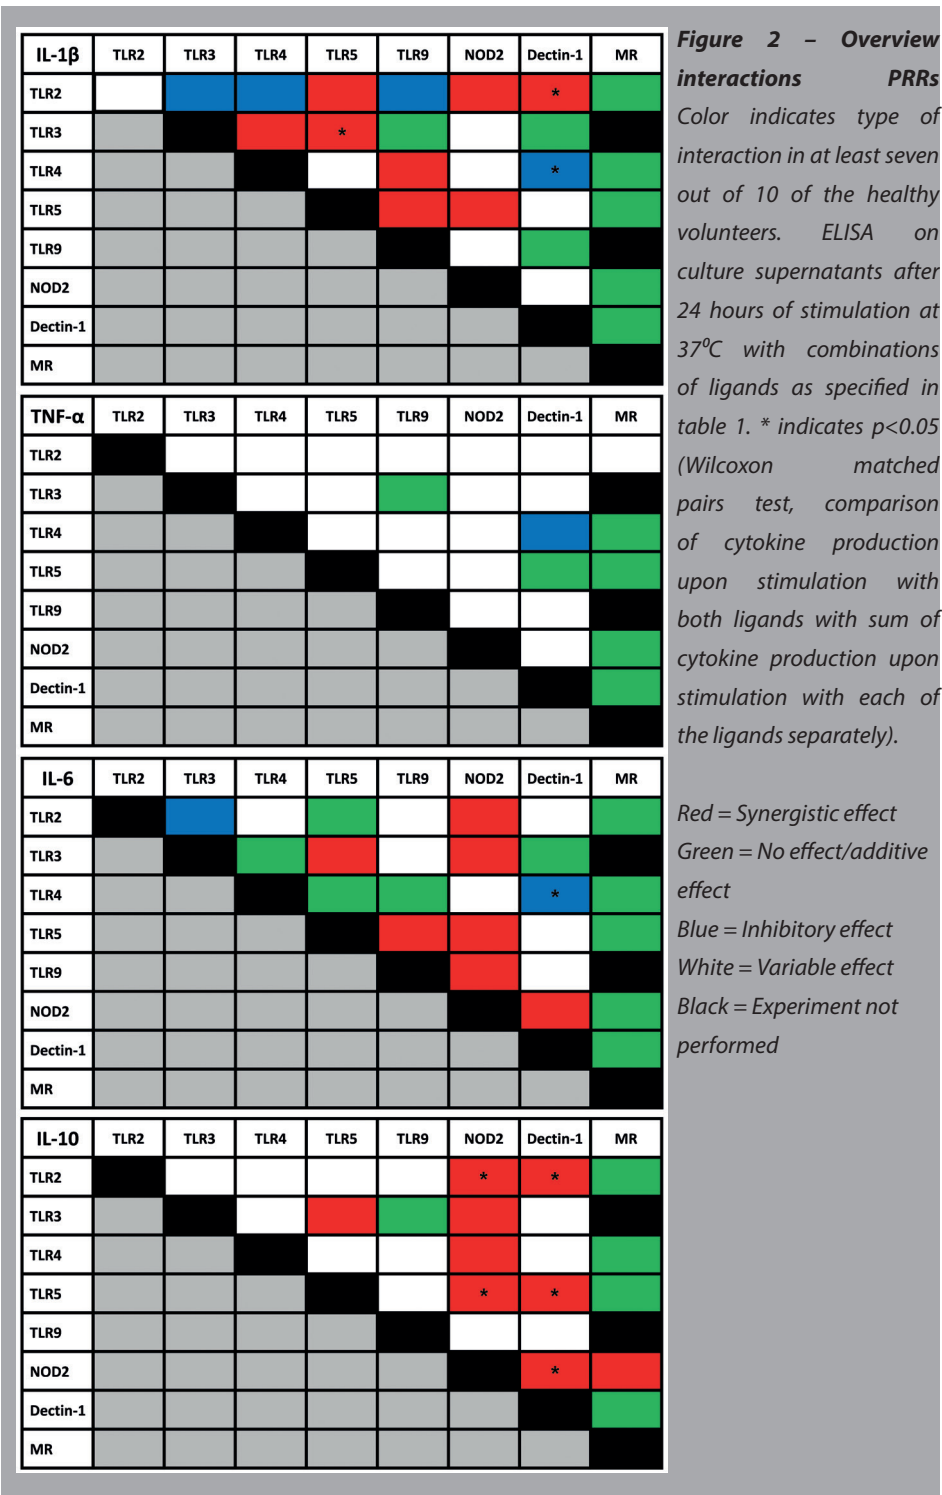 IL-1β TLR2 TLR3 TLR4 TLR5 TLR9 NOD2 Dectin-1 MR
TLR2 *
TLR3 *
TLR4 *
TLR5
TLR9
NOD2
Dectin-1
MR
TNF-α TLR2 TLR3 TLR4 TLR5 TLR9 NOD2 Dectin-1 MR
TLR2
TLR3
TLR4
TLR5
TLR9
NOD2
Dectin-1
MR
IL-6 TLR2 TLR3 TLR4 TLR5 TLR9 NOD2 Dectin-1 MR
TLR2
TLR3
TLR4 *
TLR5
TLR9
NOD2
Dectin-1
MR
IL-10 TLR2 TLR3 TLR4 TLR5 TLR9 NOD2 Dectin-1 MR
TLR2 * *
TLR3
TLR4
TLR5 * *
TLR9
NOD2 *
Dectin-1
MR
Figure 2 – Overview
interactions PRRs
Color indicates type of
interaction in at least seven
out of 10 of the healthy
volunteers. ELISA on
culture supernatants after
24 hours of stimulation at
37⁰C with combinations
of ligands as specified in
table 1. * indicates p<0.05
(Wilcoxon matched
pairs test, comparison
of cytokine production
upon stimulation with
both ligands with sum of
cytokine production upon
stimulation with each of
the ligands separately).
Red = Synergistic effect
Green = No effect/additive
effect
Blue = Inhibitory effect
White = Variable effect
Black = Experiment not
performed